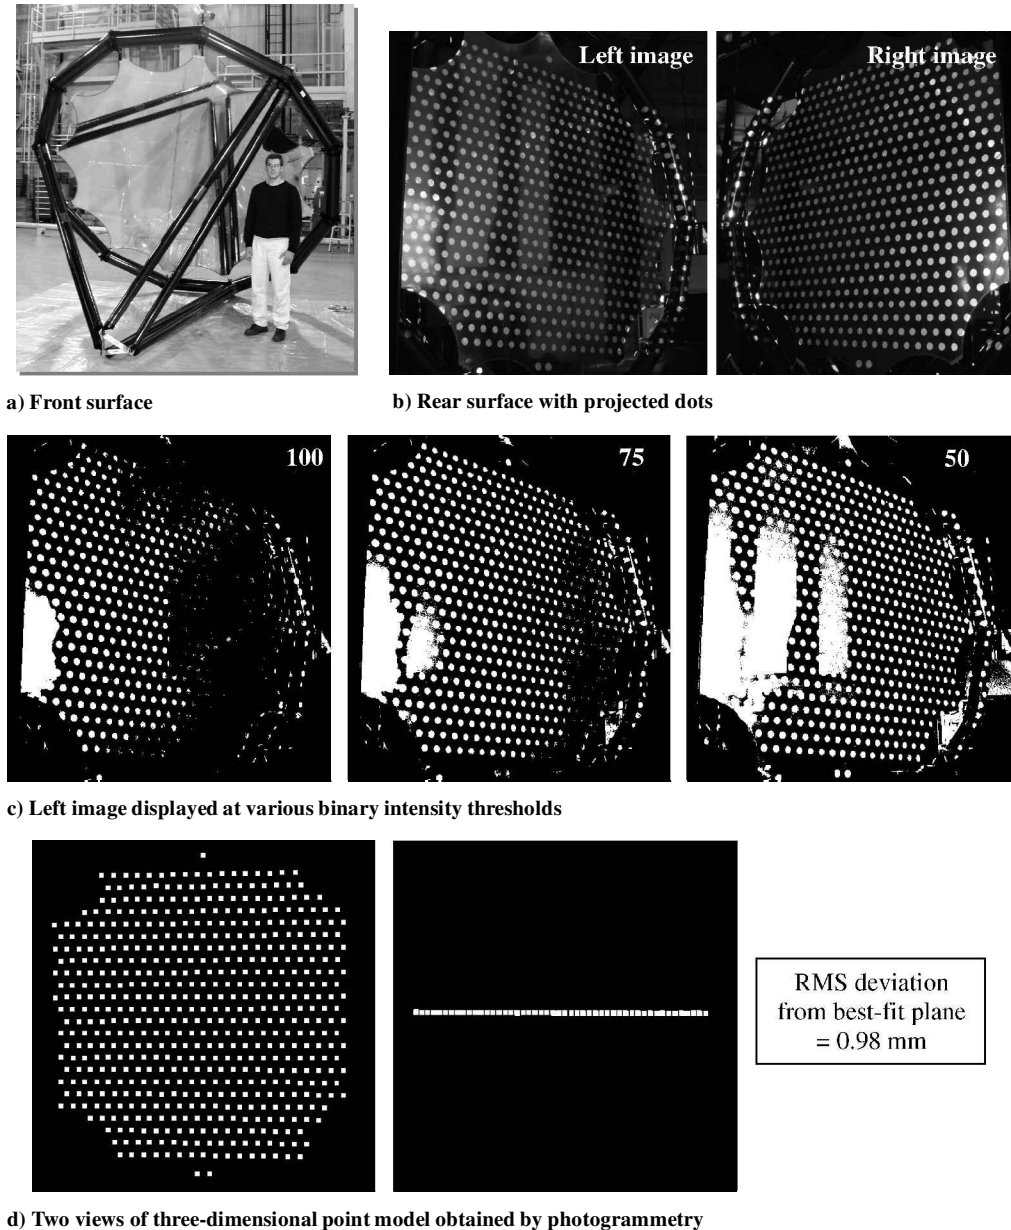 Left image
Right image
a) Front surface
b) Rear surface with projected dots
100
75
50
c) Left image displayed at various binary intensity thresholds
RMS deviation
from best-fit plane
= 0.98 mm
d) Two views of three-dimensional point model obtained by photogrammetry